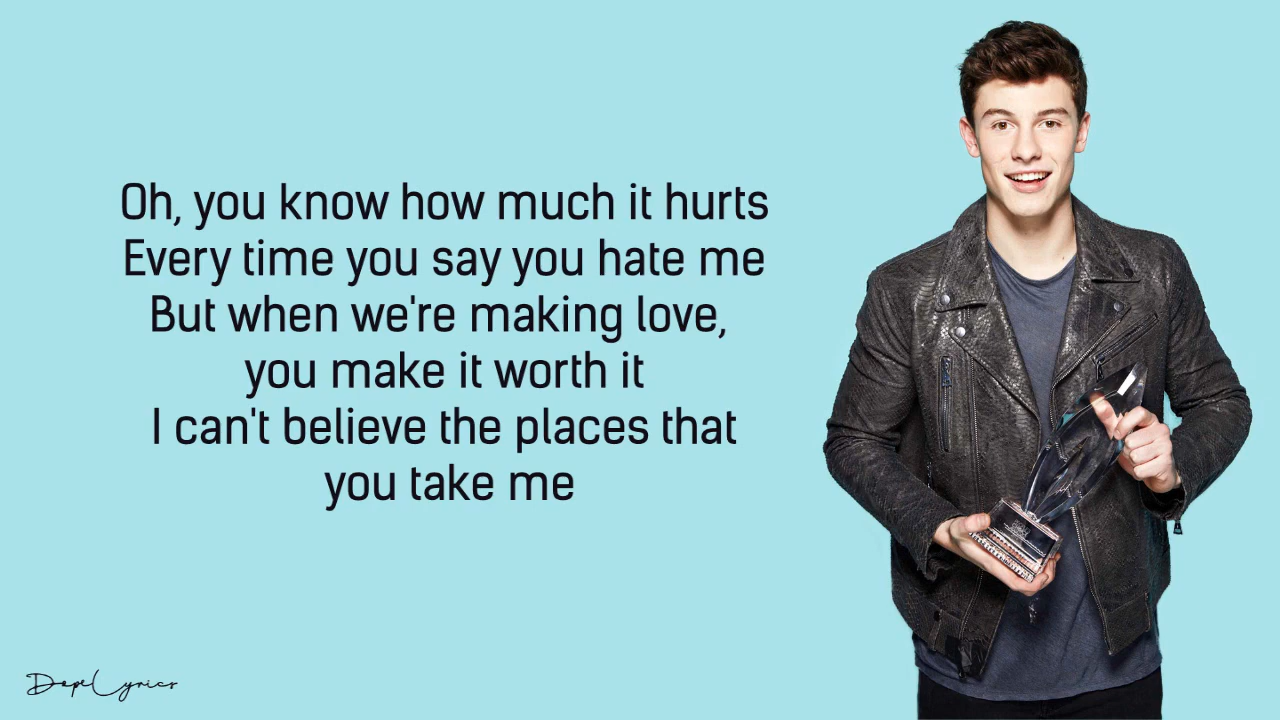 Oh, you know how much it hurts
Every time you say you hate me
But when we're making love,
you make it worth it
I can't believe the places that
you take me
DopeLyrics